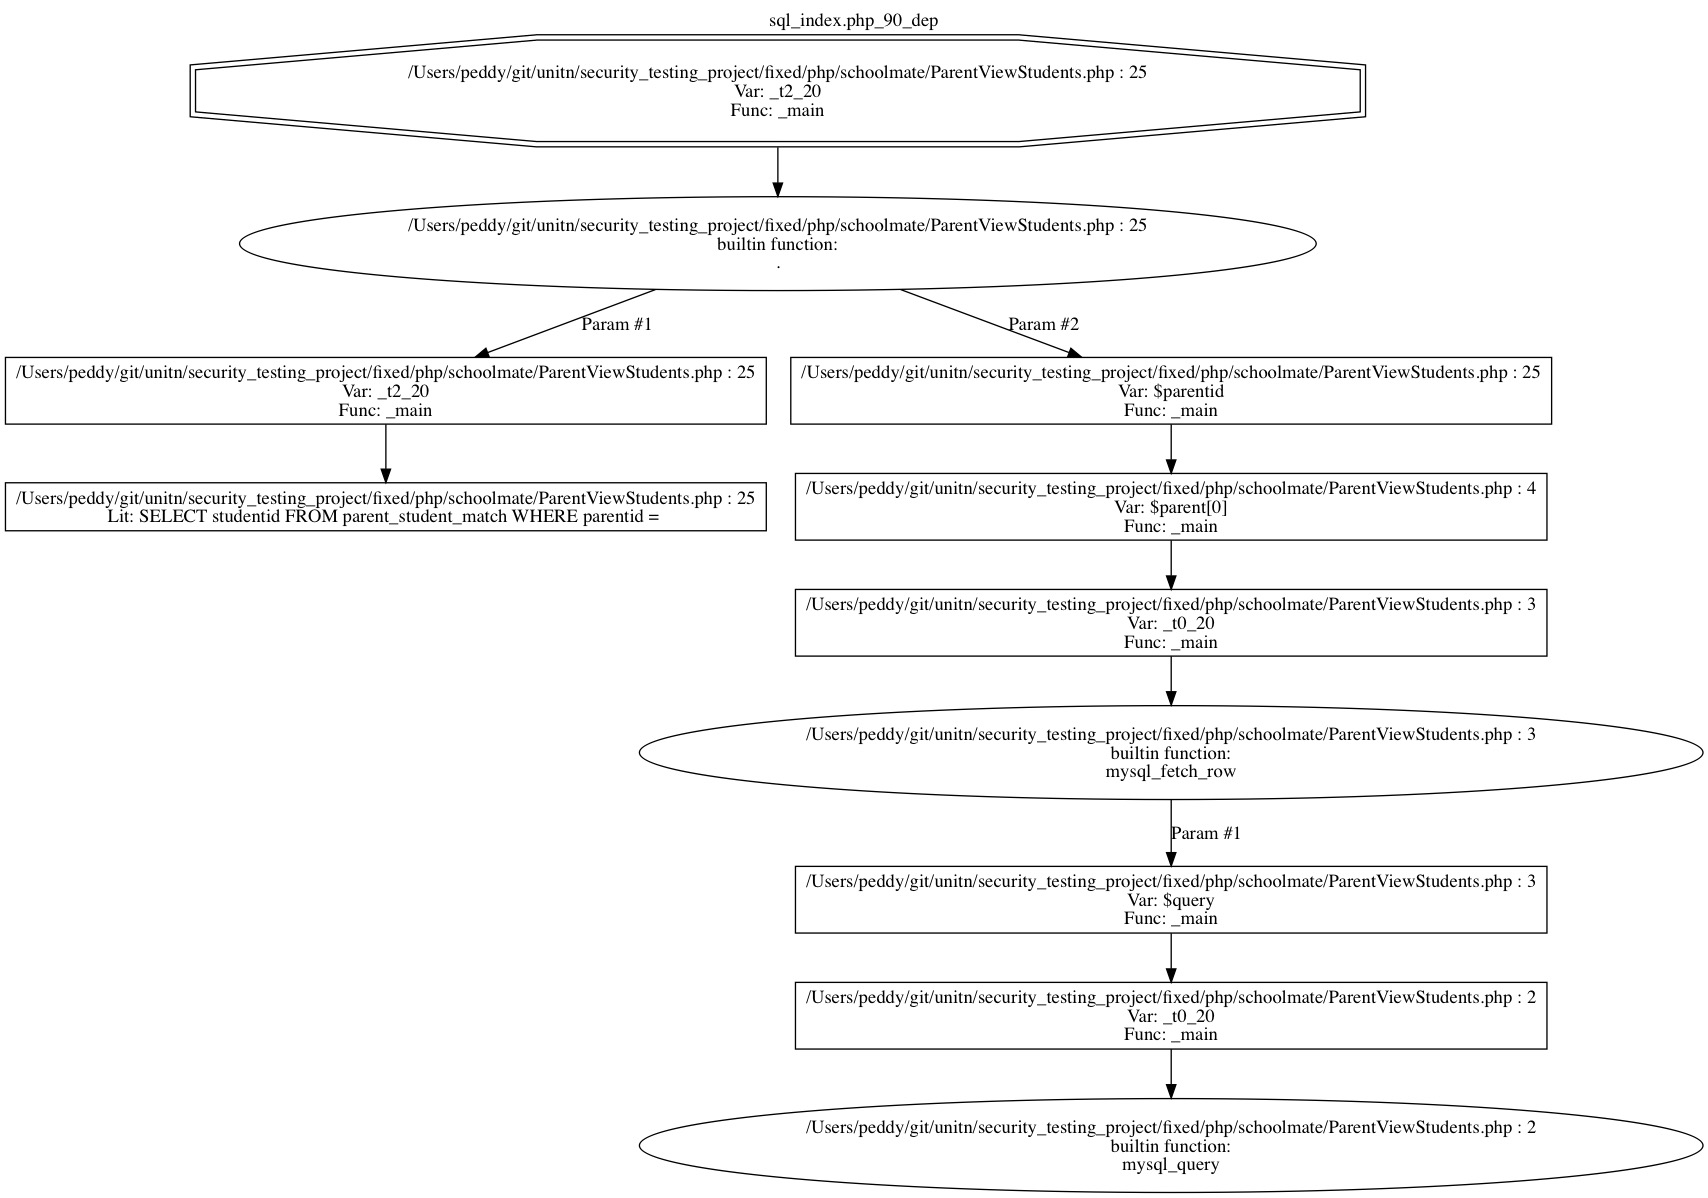 sql_index.php_90_dep
/Users/peddy/git/unitn/security_testing_project/fixed/php/schoolmate/ParentViewStudents.php : 25
Var: _t2_20
Func: _main
/Users/peddy/git/unitn/security_testing_project/fixed/php/schoolmate/ParentViewStudents.php : 25
builtin function:
.
Param #1
Param #2
/Users/peddy/git/unitn/security_testing_project/fixed/php/schoolmate/ParentViewStudents.php : 25
Var: _t2_20
Func: _main
/Users/peddy/git/unitn/security_testing_project/fixed/php/schoolmate/ParentViewStudents.php : 25
Var: $parentid
Func: _main
/Users/peddy/git/unitn/security_testing_project/fixed/php/schoolmate/ParentViewStudents.php : 25
Lit: SELECT studentid FROM parent_student_match WHERE parentid =
/Users/peddy/git/unitn/security_testing_project/fixed/php/schoolmate/ParentViewStudents.php : 4
Var: $parent[0]
Func: _main
/Users/peddy/git/unitn/security_testing_project/fixed/php/schoolmate/ParentViewStudents.php : 3
Var: _t0_20
Func: _main
/Users/peddy/git/unitn/security_testing_project/fixed/php/schoolmate/ParentViewStudents.php : 3
builtin function:
mysql_fetch_row
Param #1
/Users/peddy/git/unitn/security_testing_project/fixed/php/schoolmate/ParentViewStudents.php : 3
Var: $query
Func: _main
/Users/peddy/git/unitn/security_testing_project/fixed/php/schoolmate/ParentViewStudents.php : 2
Var: _t0_20
Func: _main
/Users/peddy/git/unitn/security_testing_project/fixed/php/schoolmate/ParentViewStudents.php : 2
builtin function:
mysql_query